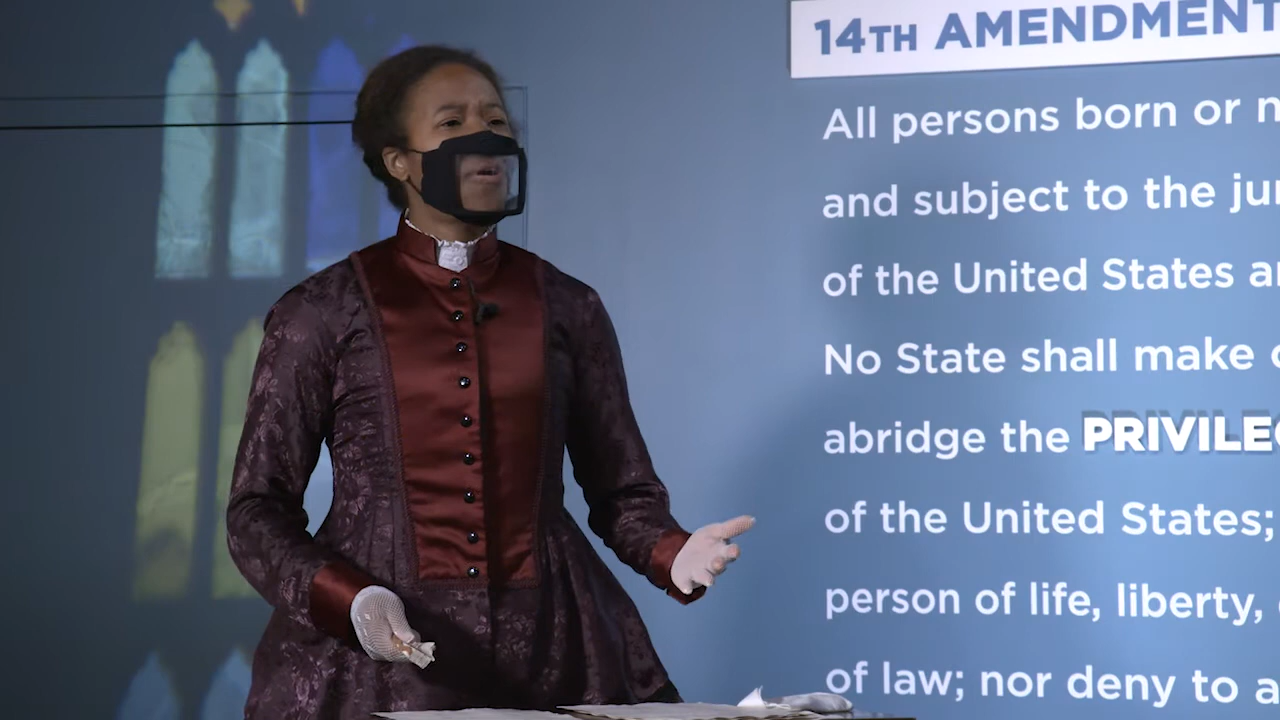 14TH AMENDMENT
All persons born or
and subject to the
of the United States
No State shall make
abridge the
of the United States;
person of life, liberty,
of law; nor deny to